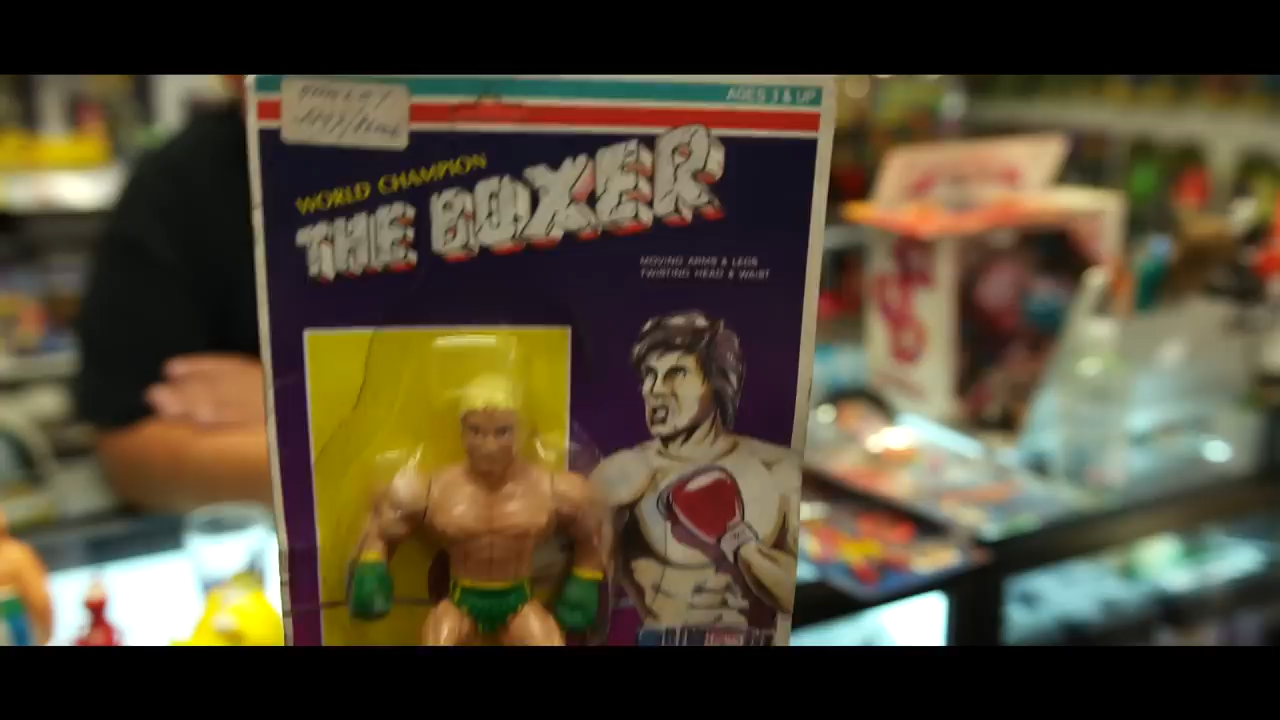 AGES 3 & UP
WORLD CHAMPION
THE BOXER
MOVING ARMS & LEGS
TWISTING HEAD & WAIST